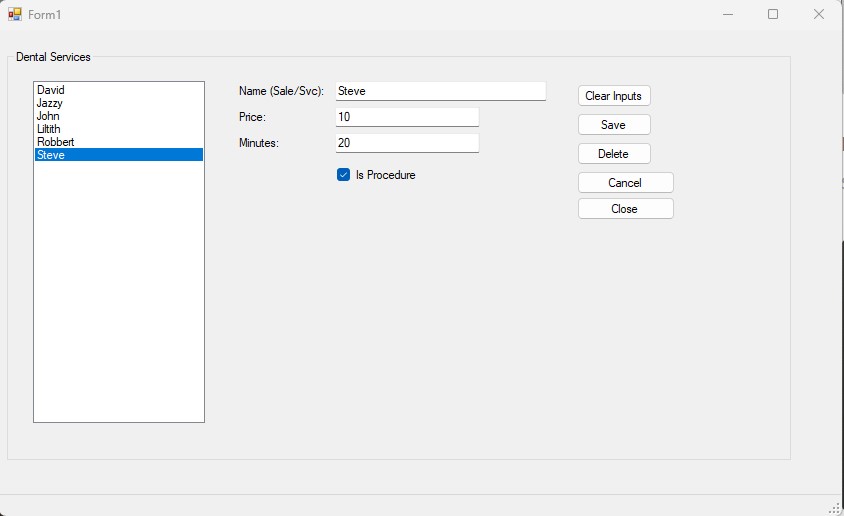 Form1
Dental Services
David
Jazzy
John
Liltith
Robbert
Steve
Name (Sale/Svc): Steve
Price: 10
Minutes: 20
Is Procedure
Clear Inputs
Save
Delete
Cancel
Close